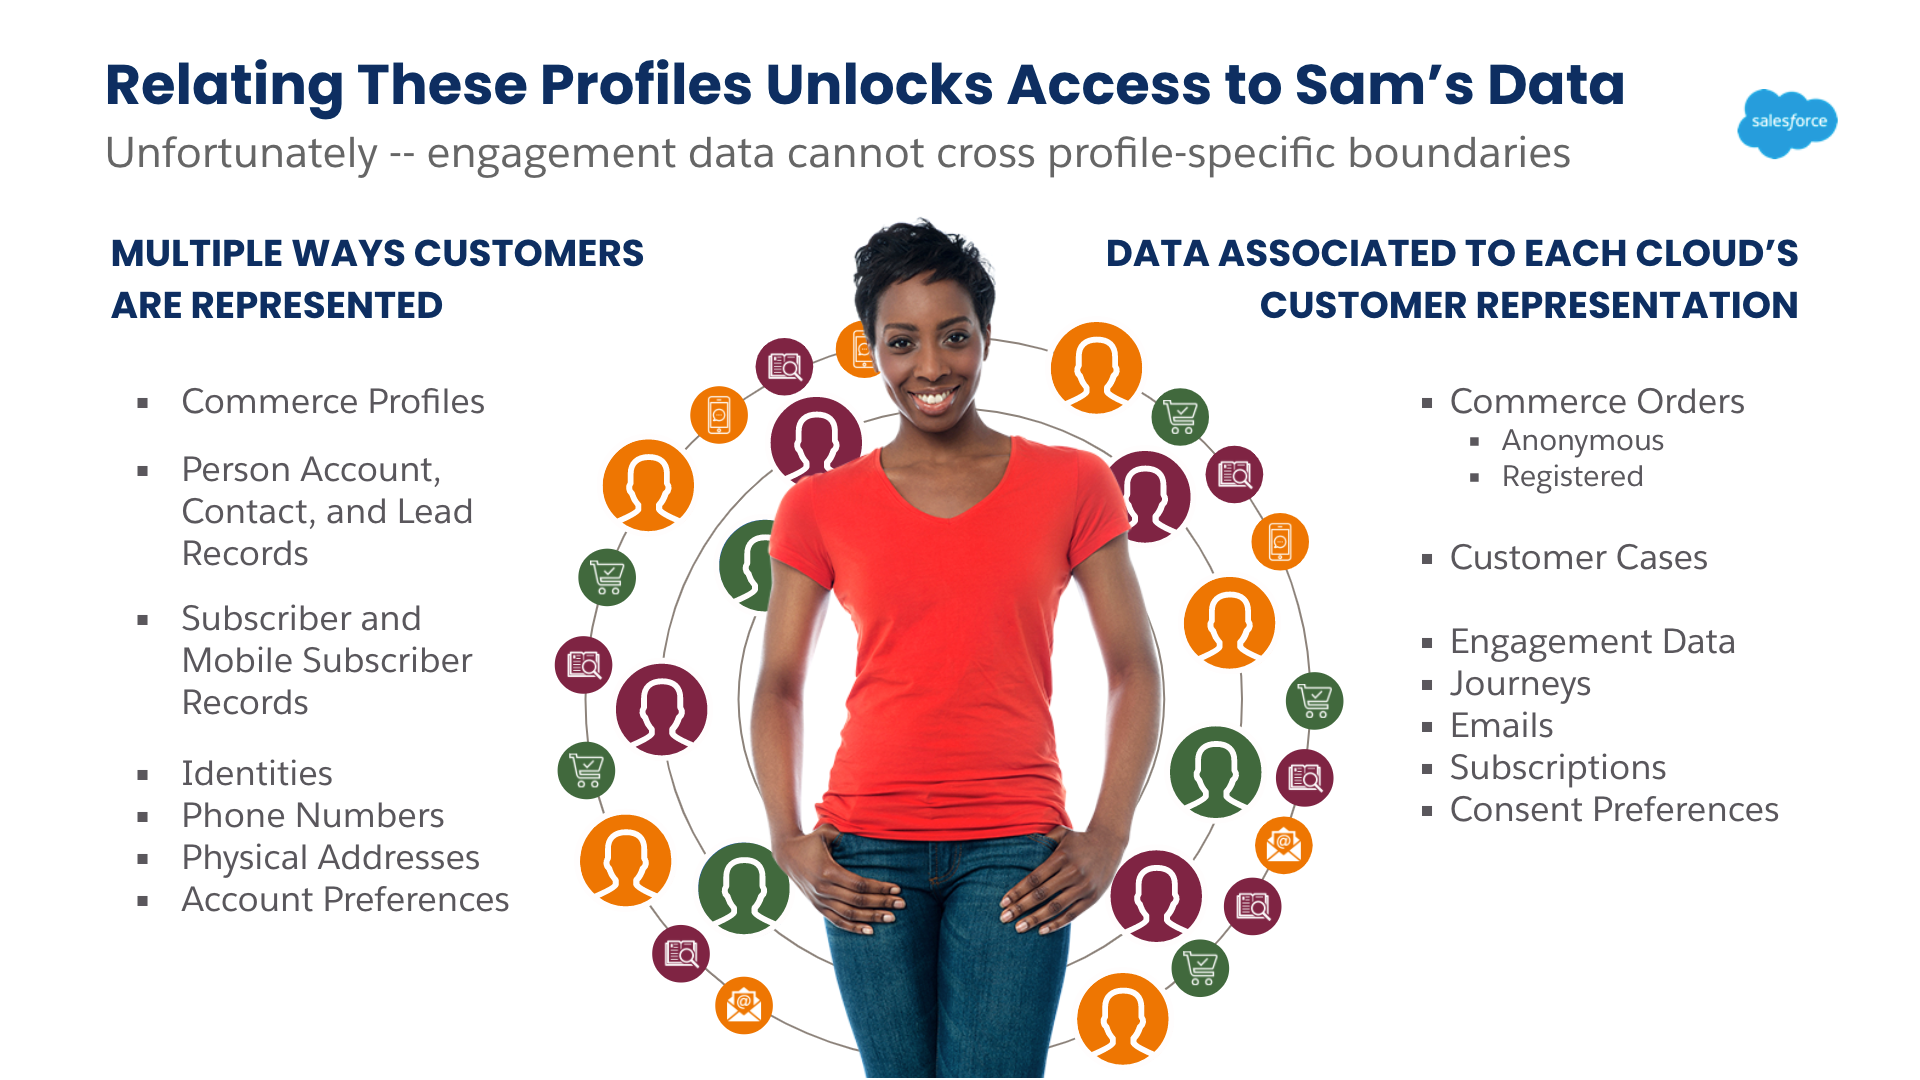 Relating These Profiles Unlocks Access to Sam’s Data
Unfortunately -- engagement data cannot cross profile-specific boundaries
salesforce
MULTIPLE WAYS CUSTOMERS
ARE REPRESENTED
▪ Commerce Profiles
▪ Person Account,
Contact, and Lead
Records
▪ Subscriber and
Mobile Subscriber
Records
▪ Identities
▪ Phone Numbers
▪ Physical Addresses
▪ Account Preferences
DATA ASSOCIATED TO EACH CLOUD’S
CUSTOMER REPRESENTATION
▪ Commerce Orders
▪ Anonymous
▪ Registered
▪ Customer Cases
▪ Engagement Data
▪ Journeys
▪ Emails
▪ Subscriptions
▪ Consent Preferences